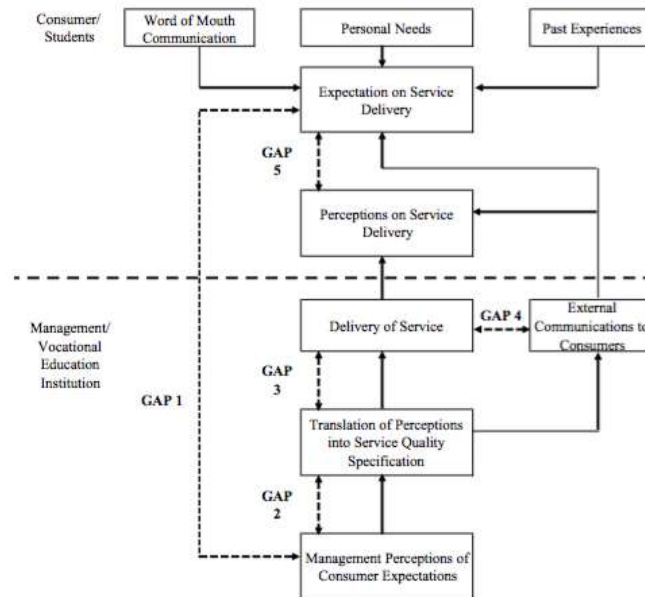 Consumer/
Students
Word of Mouth
Communication
Personal Needs
Past Experiences
Expectation on Service
Delivery
GAP
5
Perceptions on Service
Delivery
Management/
Vocational
Education
Institution
Delivery of Service
GAP 4
External
Communications to
Consumers
GAP 1
GAP
3
Translation of Perceptions
into Service Quality
Specification
GAP
2
Management Perceptions of
Consumer Expectations